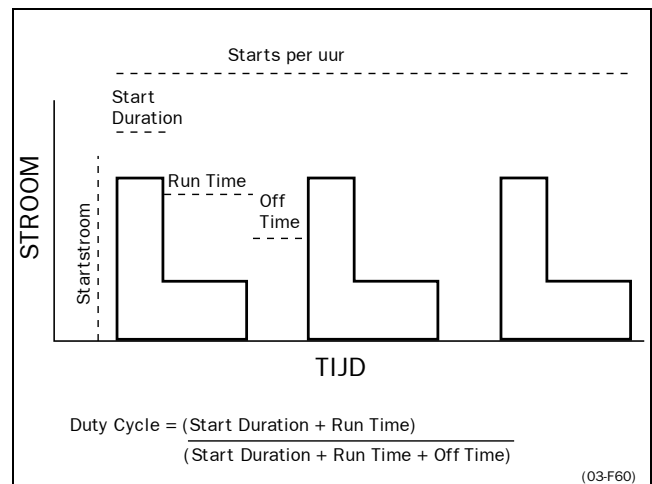 Starts per uur
Start
Duration
Run Time
Off
Time
STROOM
Startstroom
TIJD
Duty Cycle = (Start Duration + Run Time)
(Start Duration + Run Time + Off Time)
(03-F60)